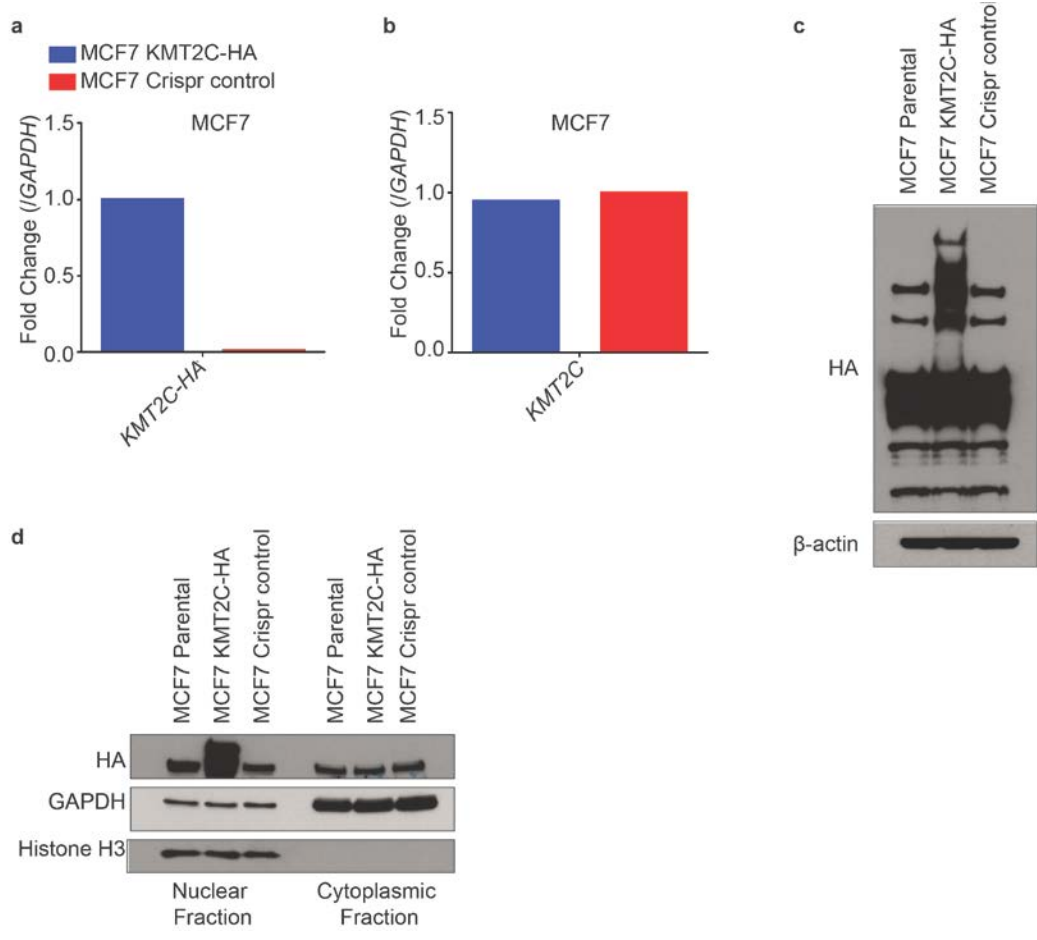 a
MCF7 KMT2C-HA
MCF7 Crispr control
MCF7
Fold Change (/GAPDH)
1.5
1.0
0.5
0.0
KMT2C-HA
b
MCF7
Fold Change (/GAPDH)
1.5
1.0
0.5
0.0
KMT2C
c
MCF7 Parental
MCF7 KMT2C-HA
MCF7 Crispr control
HA
β-actin
d
MCF7 Parental
MCF7 KMT2C-HA
MCF7 Crispr control
MCF7 Parental
MCF7 KMT2C-HA
MCF7 Crispr control
HA
GAPDH
Histone H3
Nuclear
Fraction
Cytoplasmic
Fraction